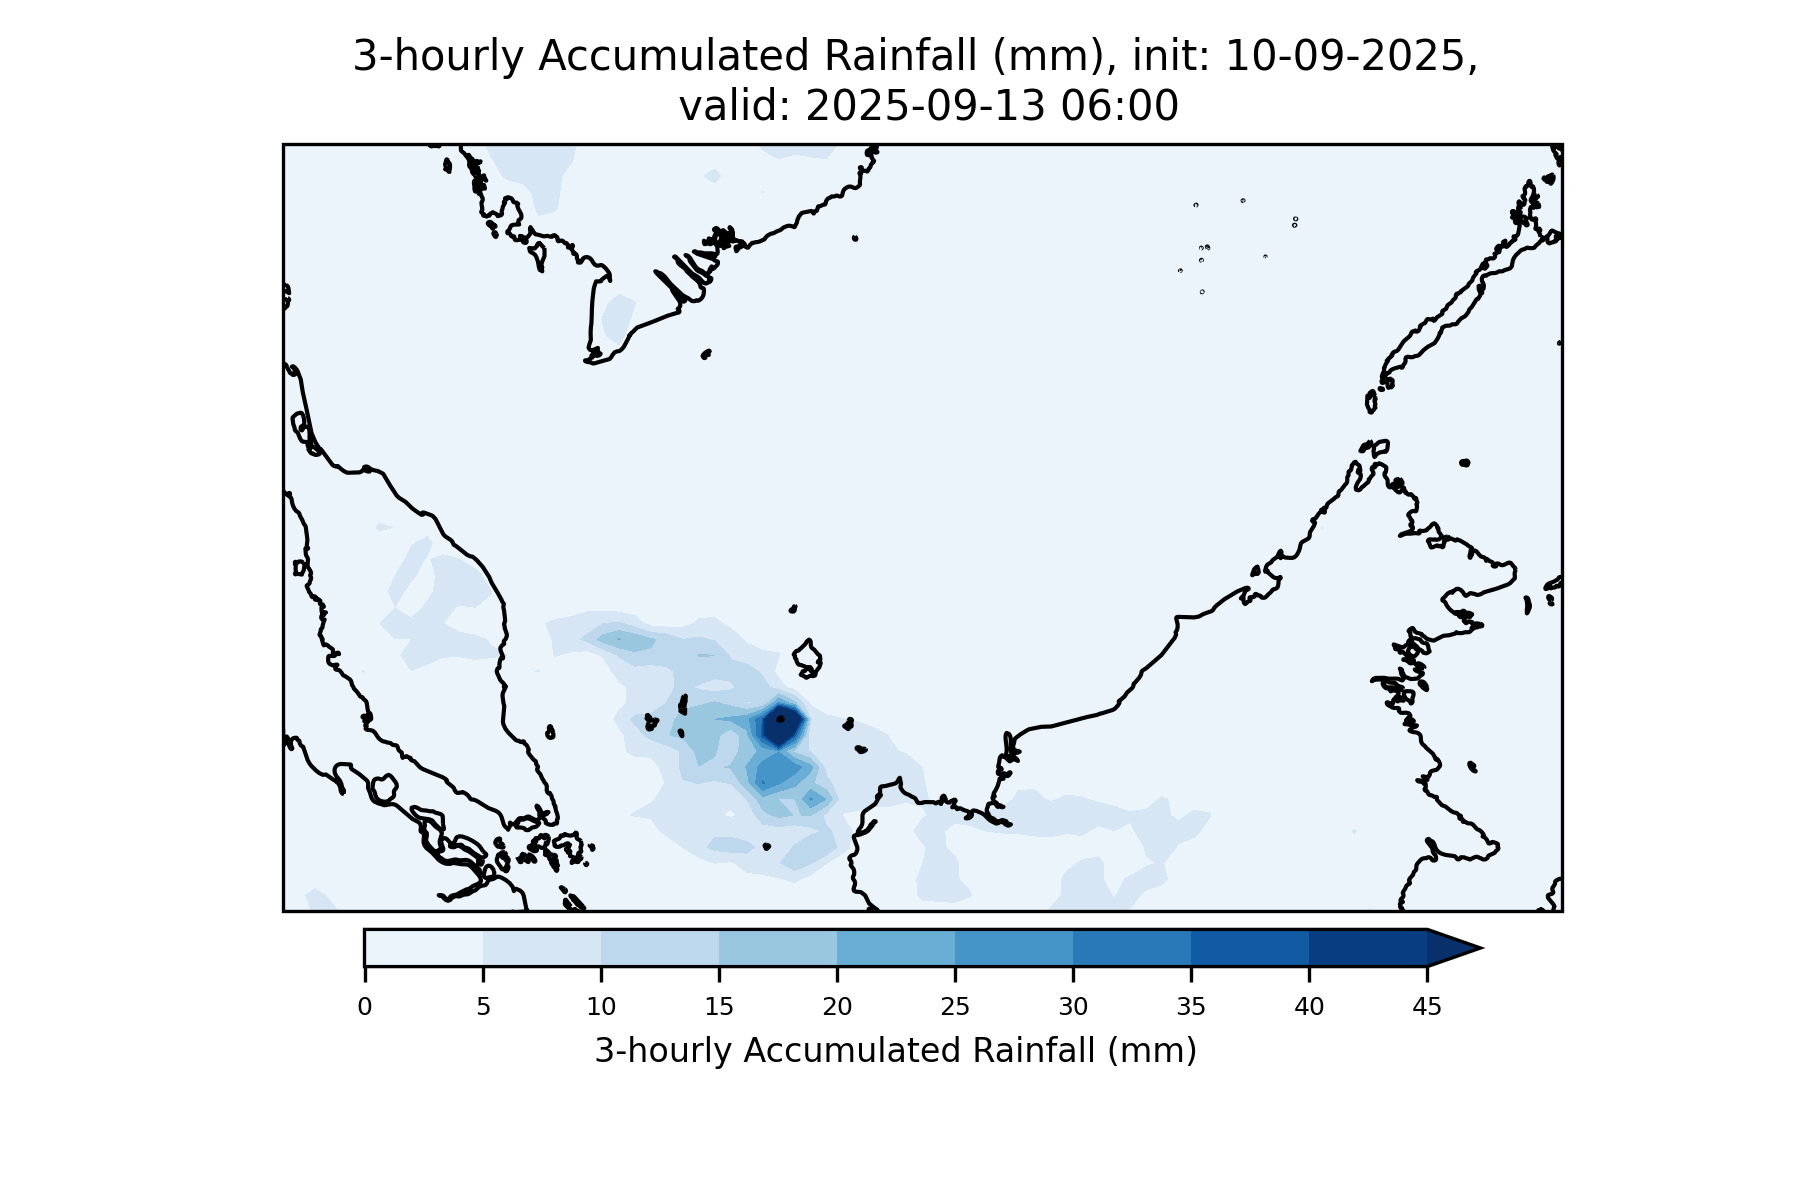 3-hourly Accumulated Rainfall (mm), init: 10-09-2025,
valid: 2025-09-13 06:00
0 5 10 15 20 25 30 35 40 45
3-hourly Accumulated Rainfall (mm)